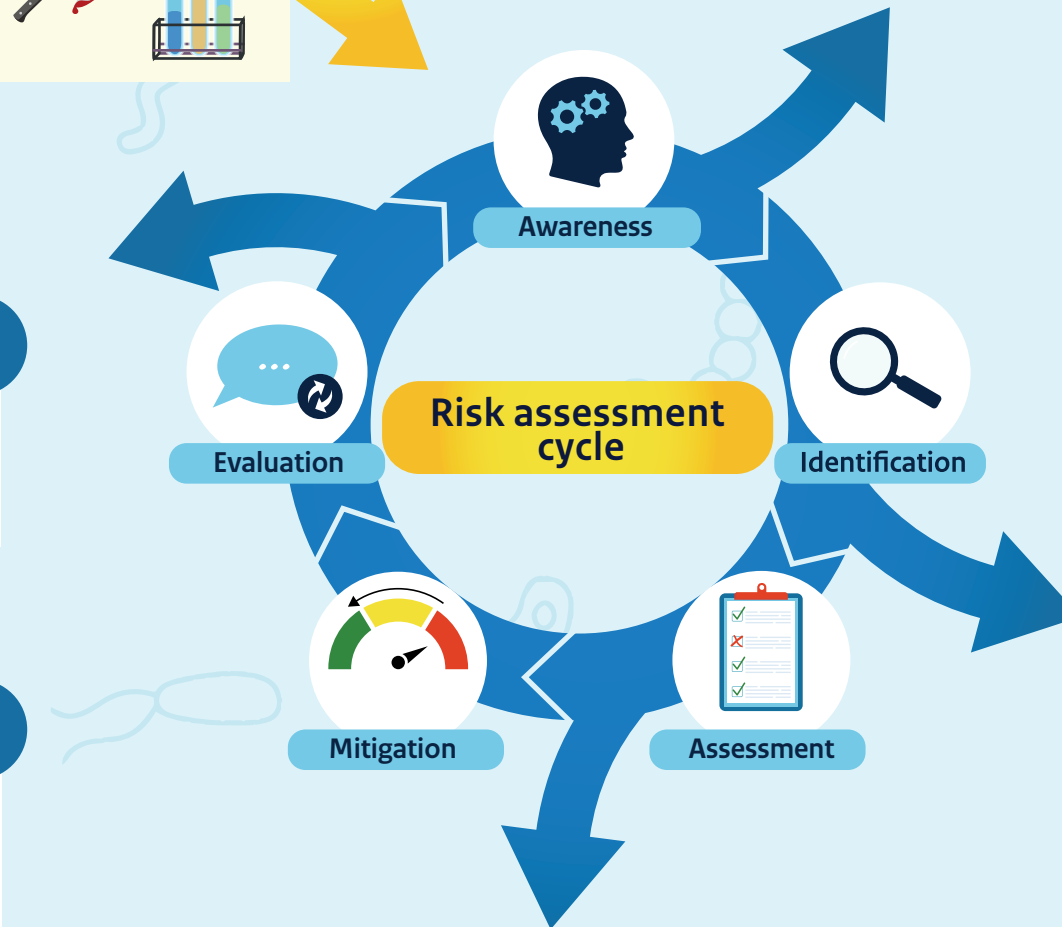 Awareness
Risk assessment
cycle
Evaluation
Identification
Mitigation
Assessment